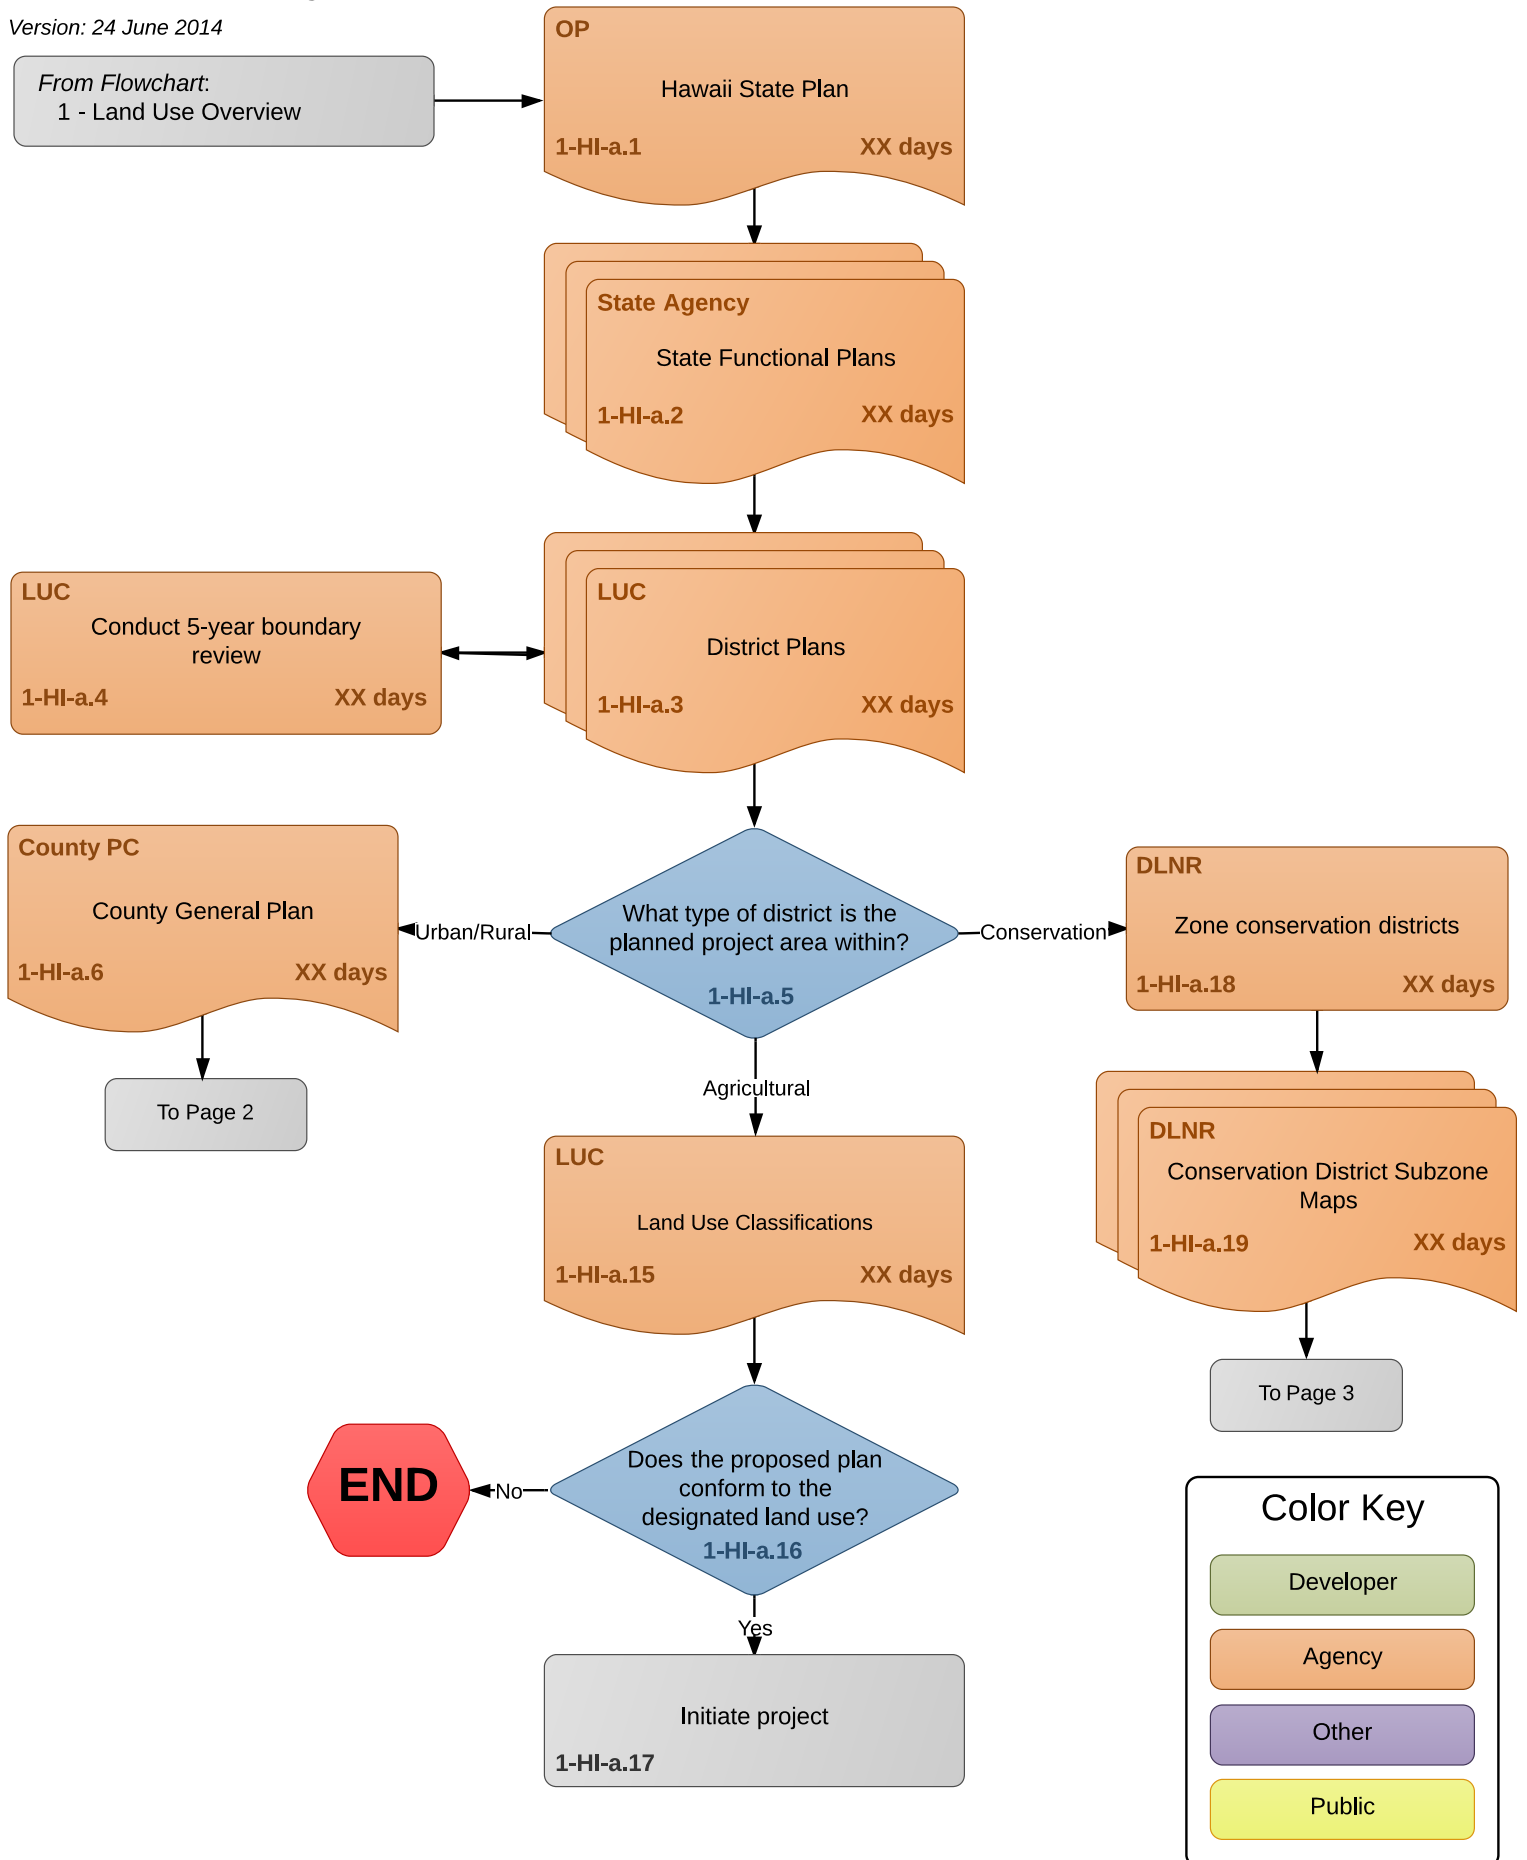 Version: 24 June 2014
From Flowchart:
1 - Land Use Overview
OP
Hawaii State Plan
1-HI-a.1
XX days
State Agency
State Functional Plans
1-HI-a.2
XX days
LUC
Conduct 5-year boundary
review
1-HI-a.4
XX days
LUC
District Plans
1-HI-a.3
XX days
County PC
County General Plan
1-HI-a.6
XX days
Urban/Rural
What type of district is the
planned project area within?
1-HI-a.5
Conservation
DLNR
Zone conservation districts
1-HI-a.18
XX days
To Page 2
Agricultural
DLNR
Conservation District Subzone
Maps
1-HI-a.19
XX days
LUC
Land Use Classifications
1-HI-a.15
XX days
To Page 3
END
No
Does the proposed plan
conform to the
designated land use?
1-HI-a.16
Yes
Initiate project
1-HI-a.17
Color Key
Developer
Agency
Other
Public